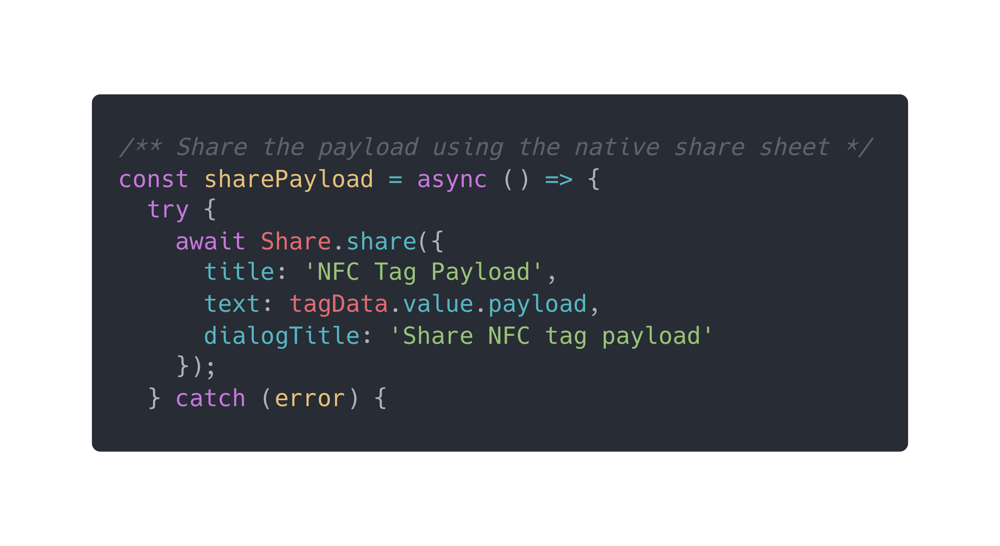 /** Share the payload using the native share sheet */
const sharePayload = async () => {
  try {
    await Share.share({
      title: 'NFC Tag Payload',
      text: tagData.value.payload,
      dialogTitle: 'Share NFC tag payload'
    });
  } catch (error) {